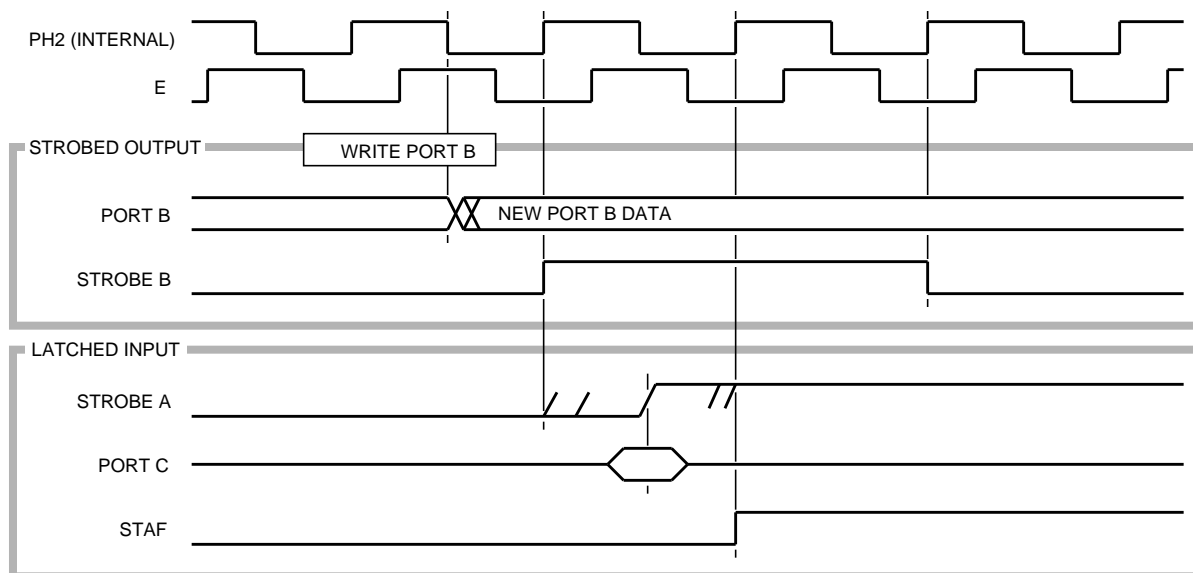 PH2 (INTERNAL)
E
STROBED OUTPUT
WRITE PORT B
PORT B
NEW PORT B DATA
STROBE B
LATCHED INPUT
STROBE A
PORT C
STAF